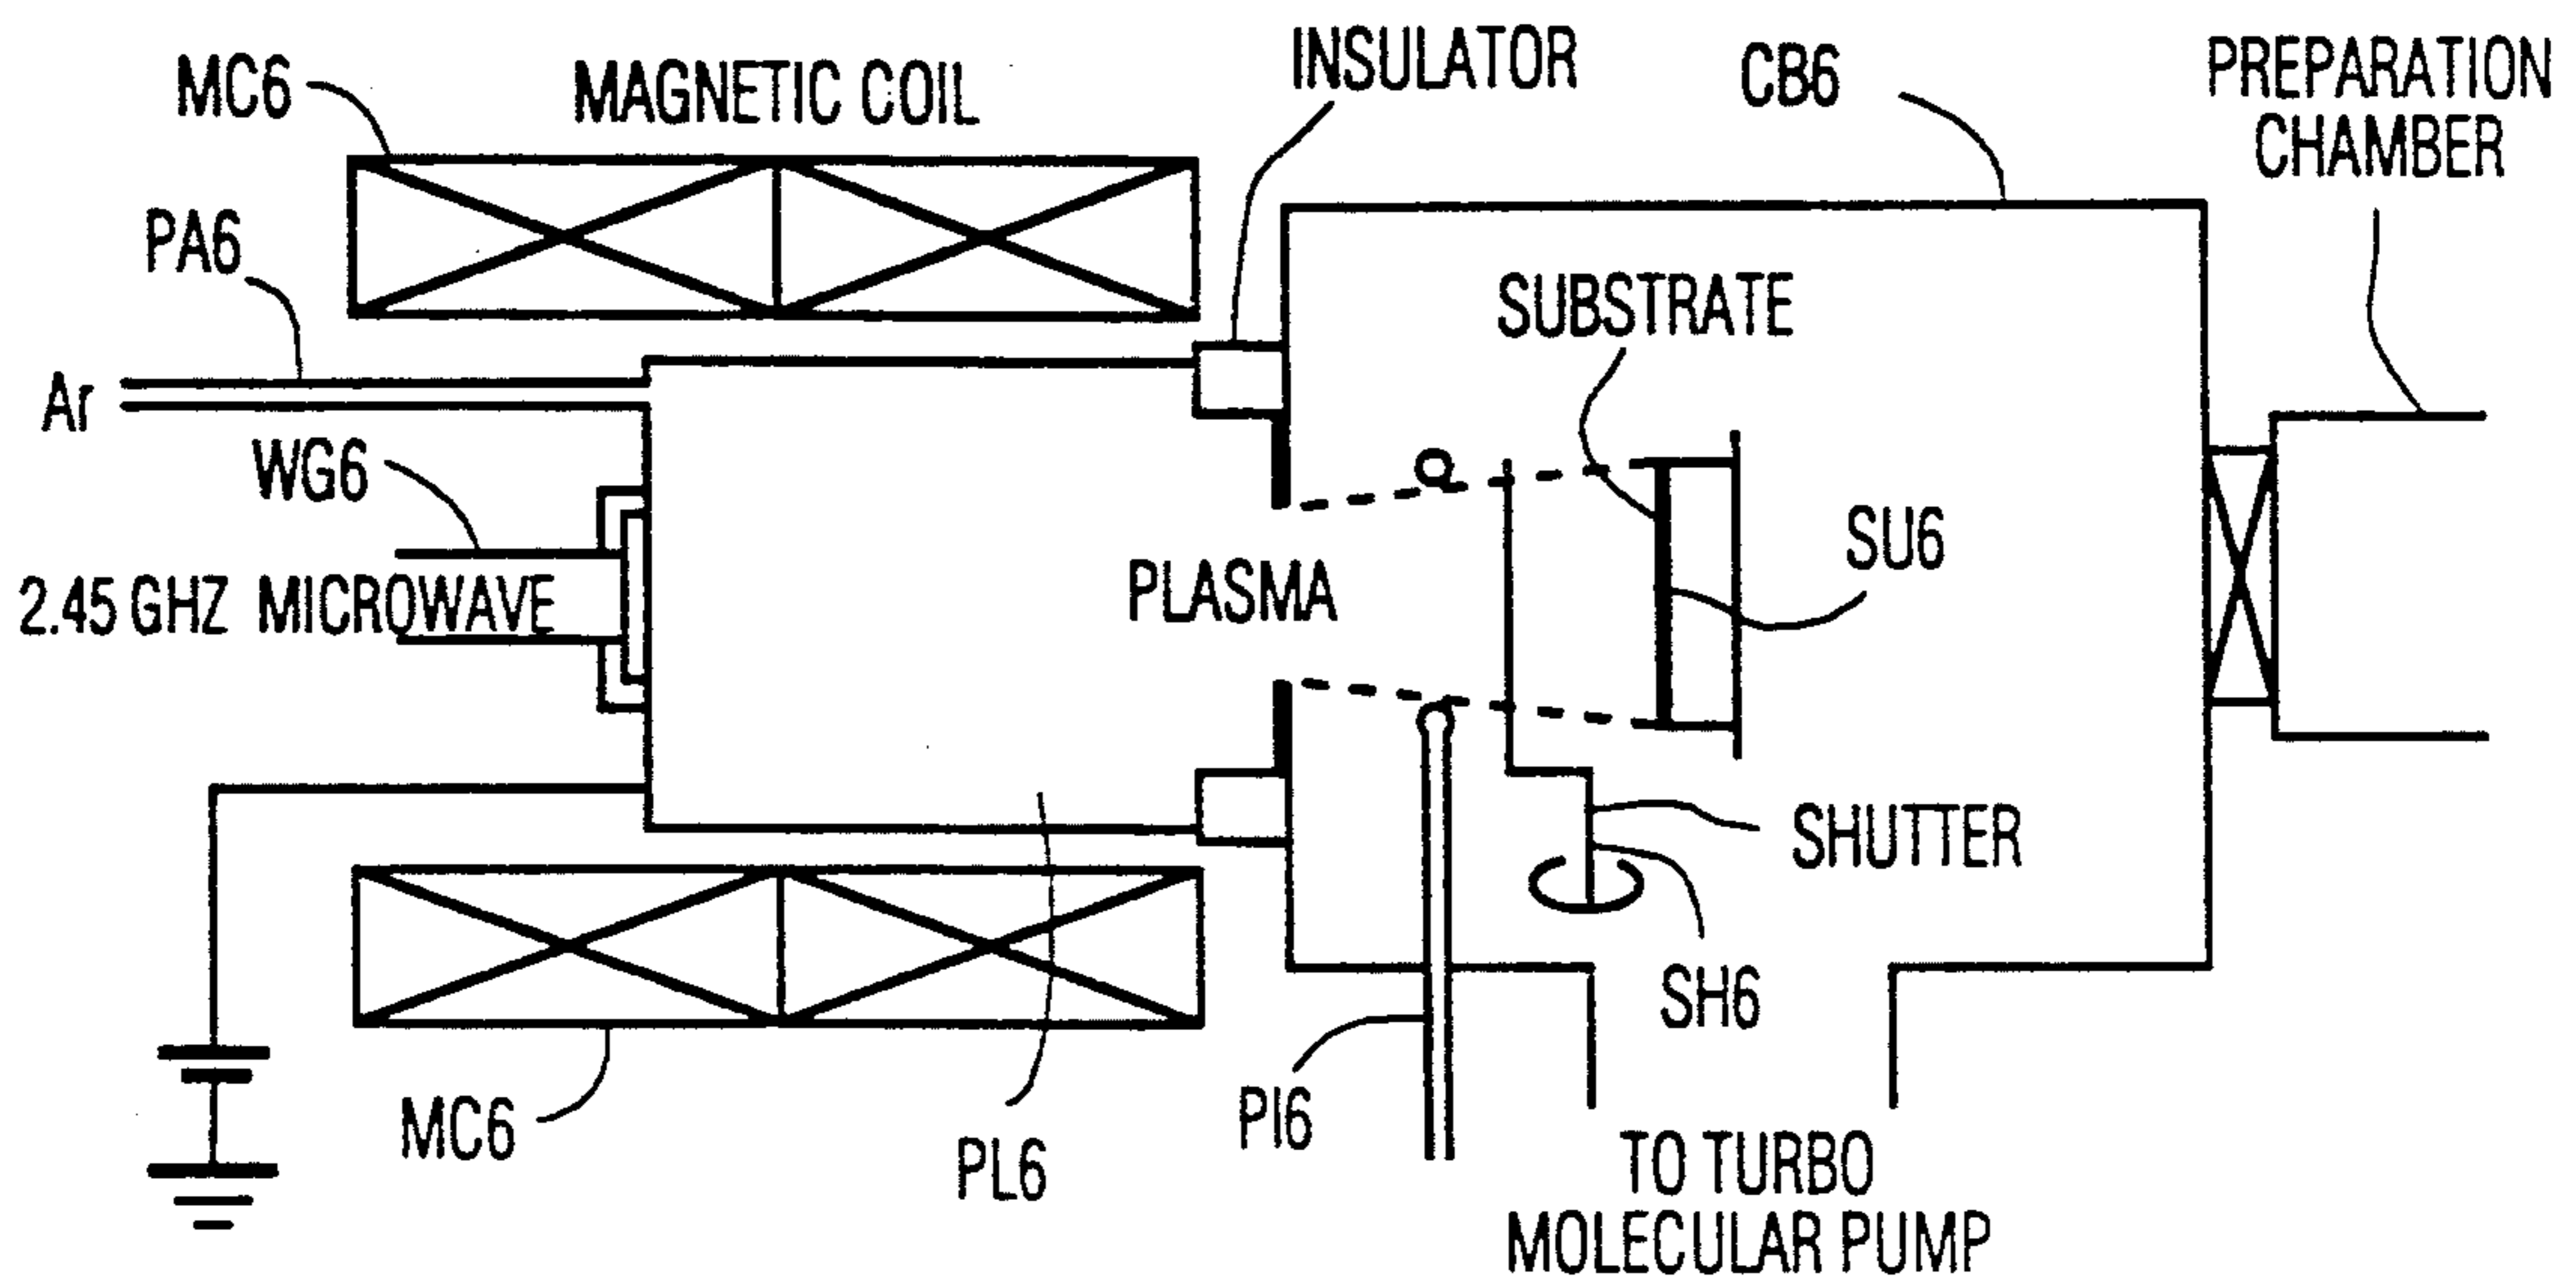 MC6
MAGNETIC COIL
INSULATOR
CB6
PREPARATION
CHAMBER
PA6
SUBSTRATE
Ar
WG6
SU6
2.45 GHZ MICROWAVE
PLASMA
SHUTTER
SH6
MC6
PL6
PI6
TO TURBO
MOLECULAR PUMP